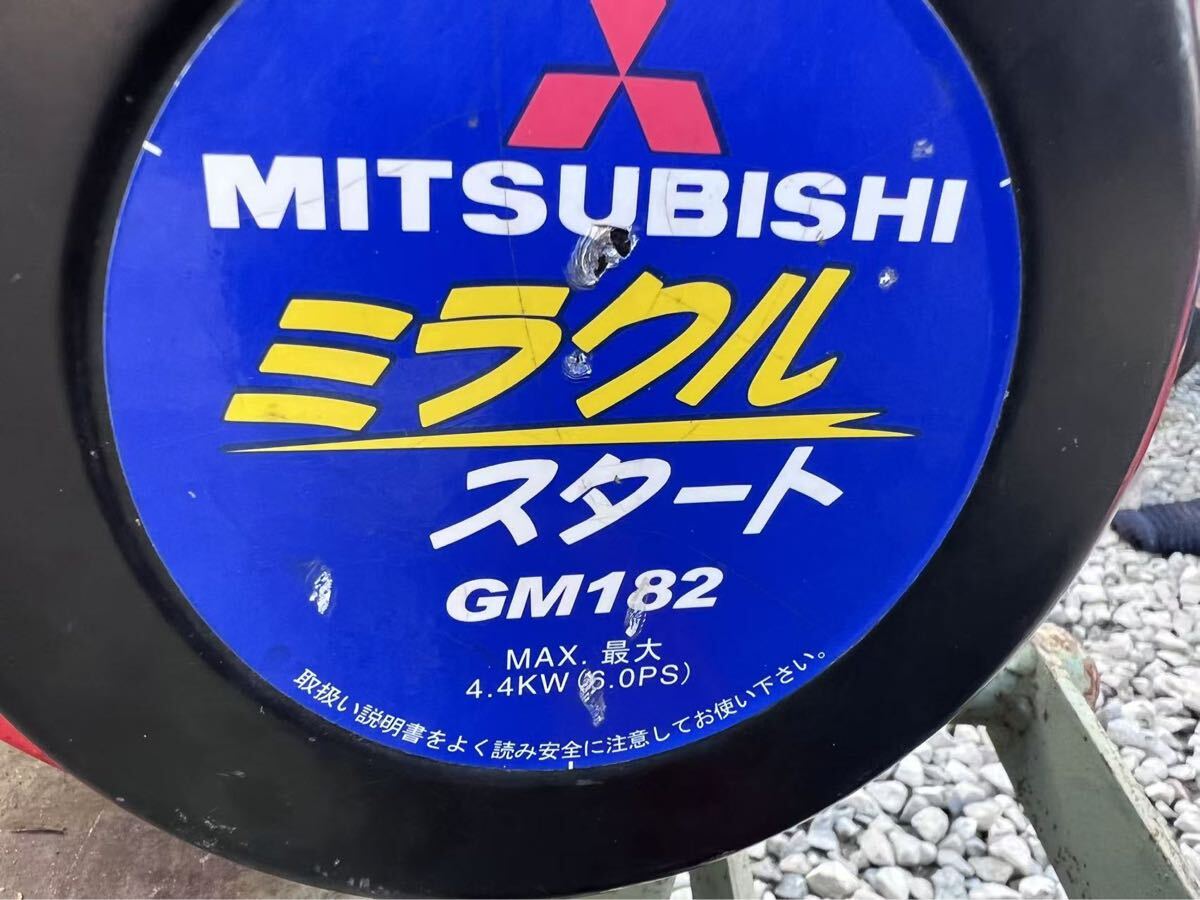 MITSUBISHI
ミラクル
スタート
GM182
MAX. 最大
4.4KW(6.0PS)
取扱い説明書をよく読み安全に注意してお使い下さい。